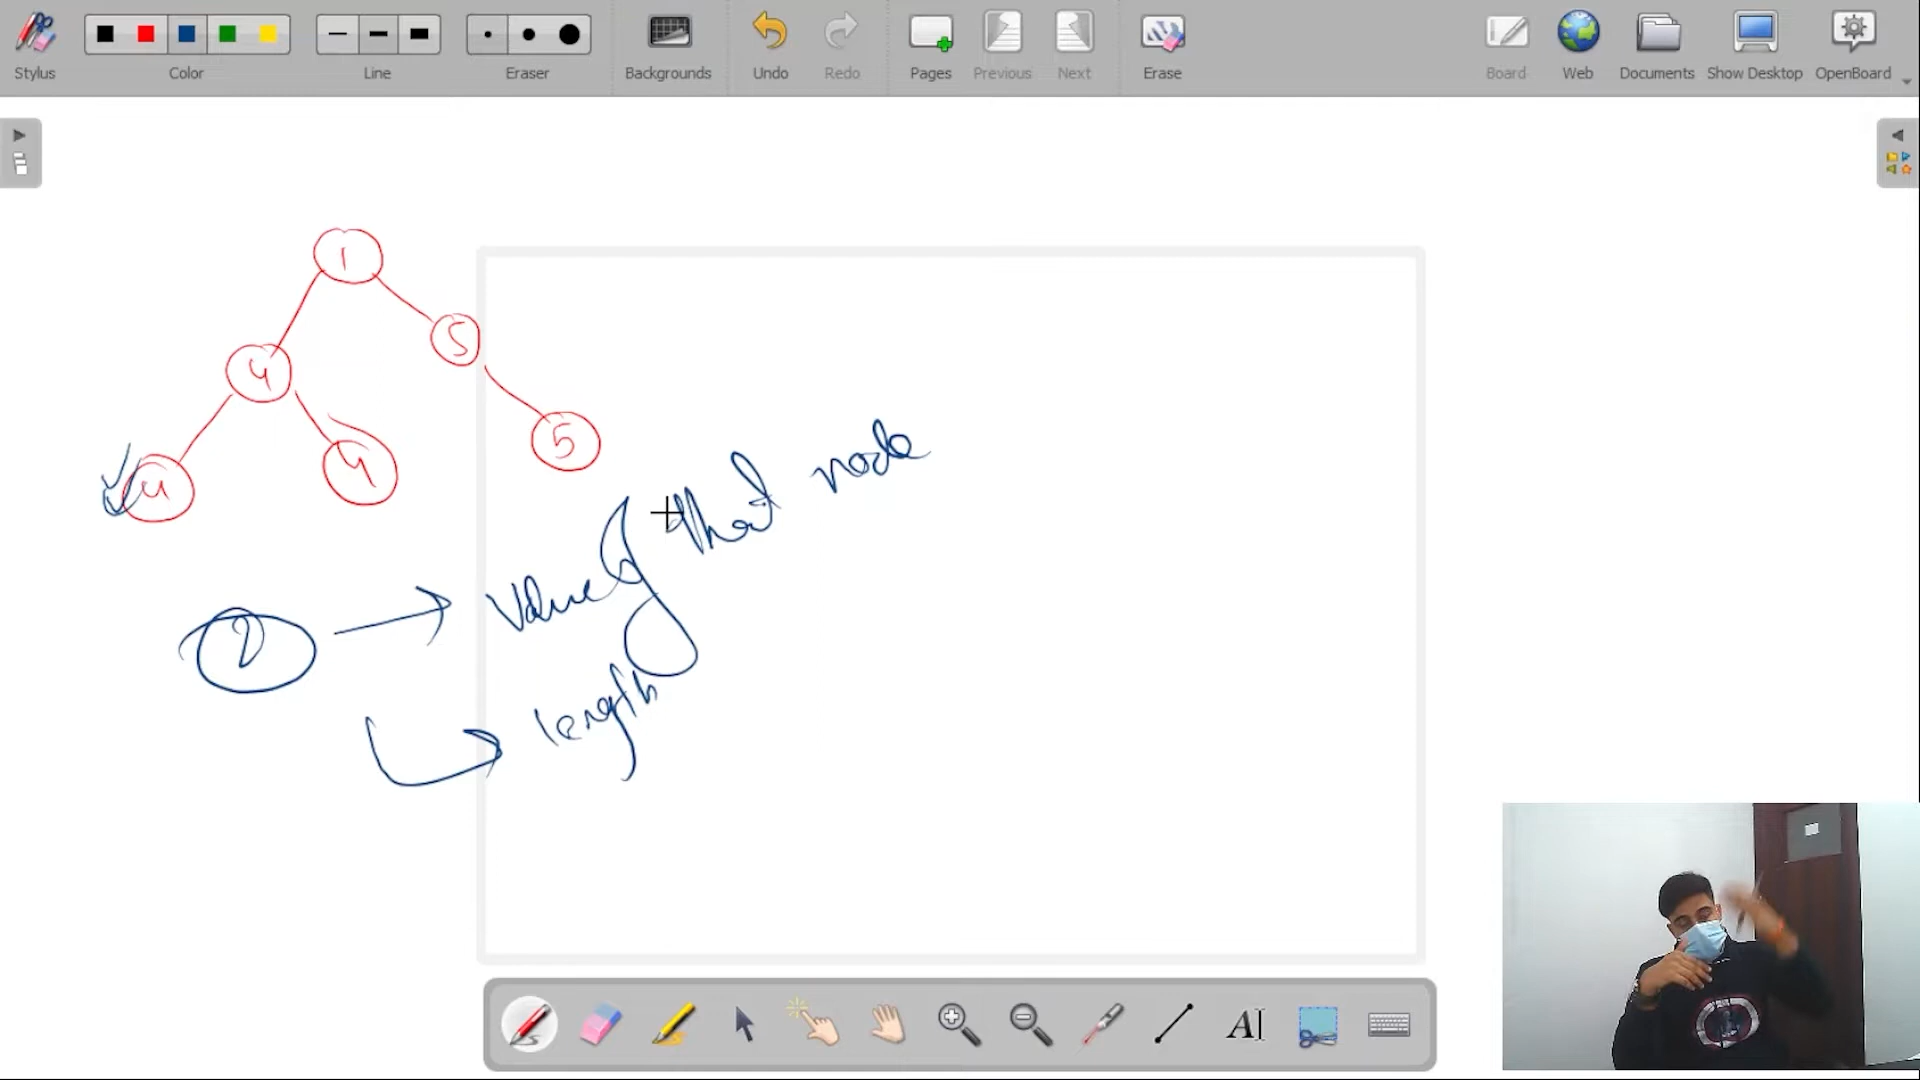 Stylus
Color
Line
Eraser
Backgrounds
Undo
Redo
Pages
Previous
Next
Erase
Board
Web
Documents
Show Desktop
OpenBoard
1
4
5
4
4
5
Value of that node
length